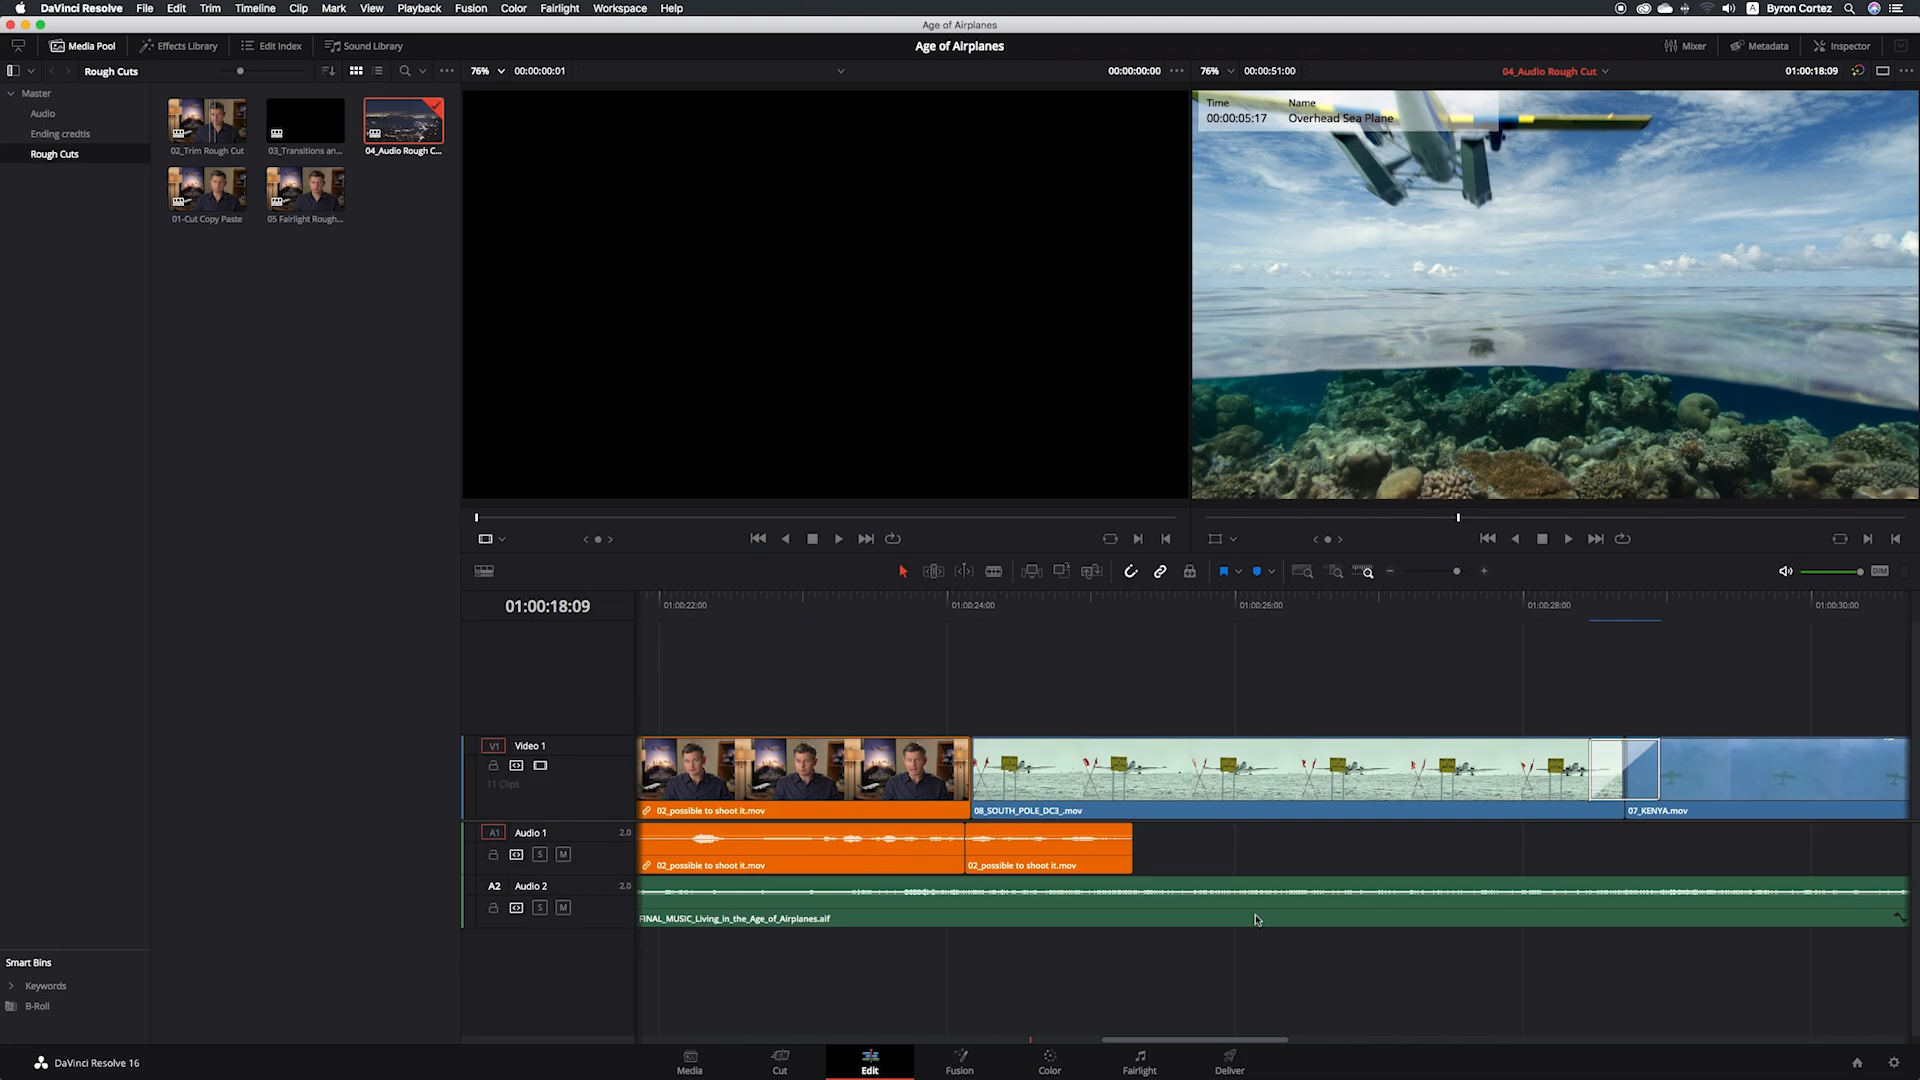 DaVinci Resolve File Edit Trim Timeline Clip Mark View Playback Fusion Color Fairlight Workspace Help
A Byron Cortez
Age of Airplanes
Media Pool Effects Library Edit Index Sound Library
Age of Airplanes
Mixer Metadata Inspector
Rough Cuts
76% 00:00:00:01
00:00:00:00
76% 00:00:51:00
04_Audio Rough Cut
01:00:18:09
Master
Audio
Ending credtis
Rough Cuts
02_Trim Rough Cut
03_Transitions an...
04_Audio Rough C...
01-Cut Copy Paste
05 Fairlight Rough...
Time Name
00:00:05:17 Overhead Sea Plane
DIM
01:00:18:09
01:00:22:00
01:00:24:00
01:00:26:00
01:00:28:00
01:00:30:00
V1 Video 1
11 Clips
02_possible to shoot it.mov
08_SOUTH_POLE_DC3_.mov
07_KENYA.mov
A1 Audio 1 2.0
S M
02_possible to shoot it.mov
02_possible to shoot it.mov
A2 Audio 2 2.0
S M
FINAL_MUSIC_Living_in_the_Age_of_Airplanes.aif
Smart Bins
Keywords
B-Roll
DaVinci Resolve 16
Media
Cut
Edit
Fusion
Color
Fairlight
Deliver